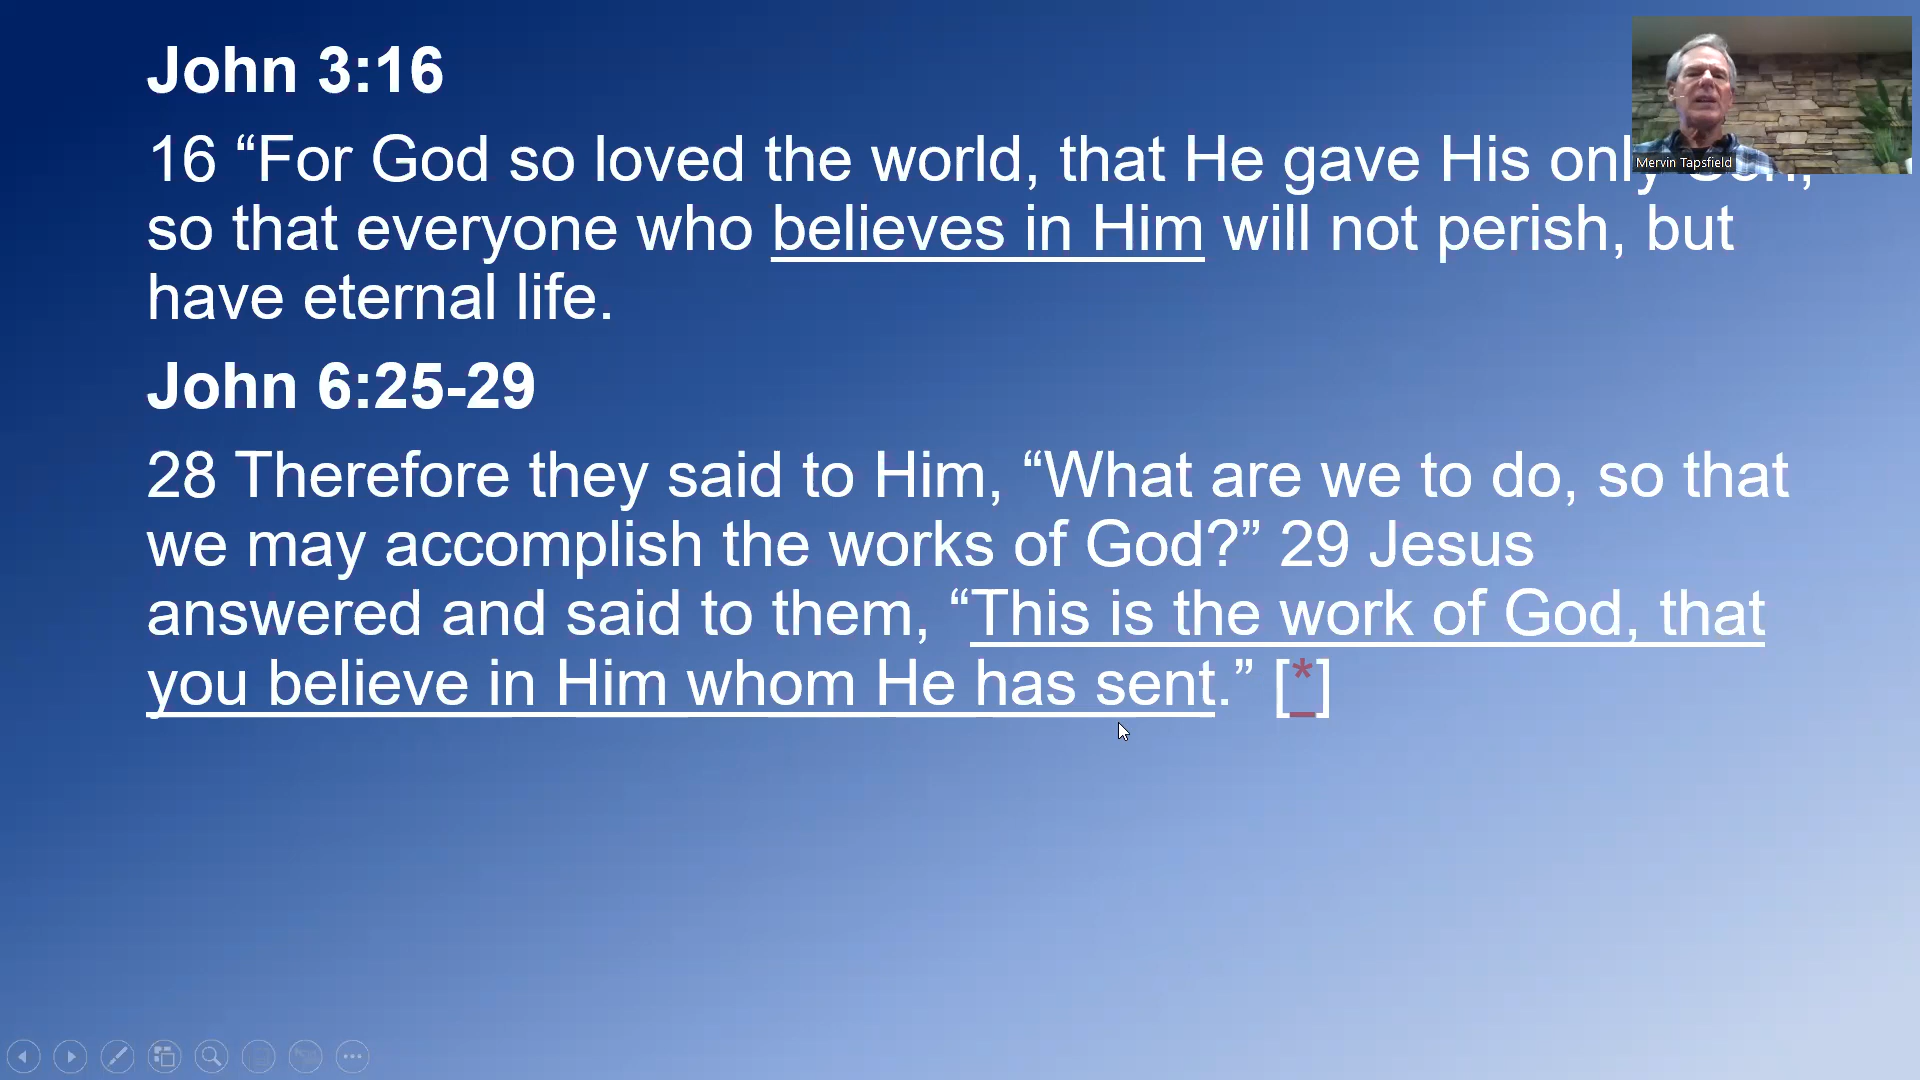 John 3:16
16 “For God so loved the world, that He gave His only
so that everyone who believes in Him will not perish, but
have eternal life.
John 6:25-29
28 Therefore they said to Him, “What are we to do, so that
we may accomplish the works of God?” 29 Jesus
answered and said to them, “This is the work of God, that
you believe in Him whom He has sent.” [*]
Mervin Tapsfield